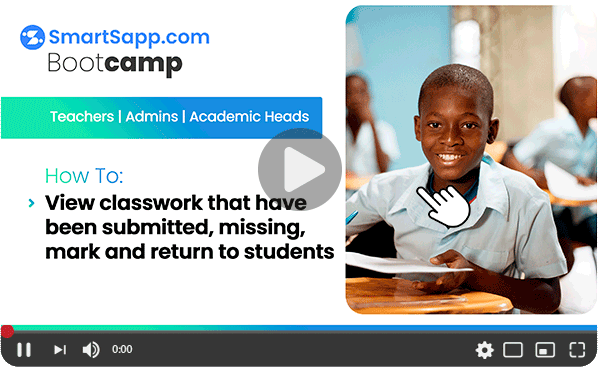 SmartSapp.com
Bootcamp
Teachers | Admins | Academic Heads
How To:
View classwork that have
been submitted, missing,
mark and return to students
0:00